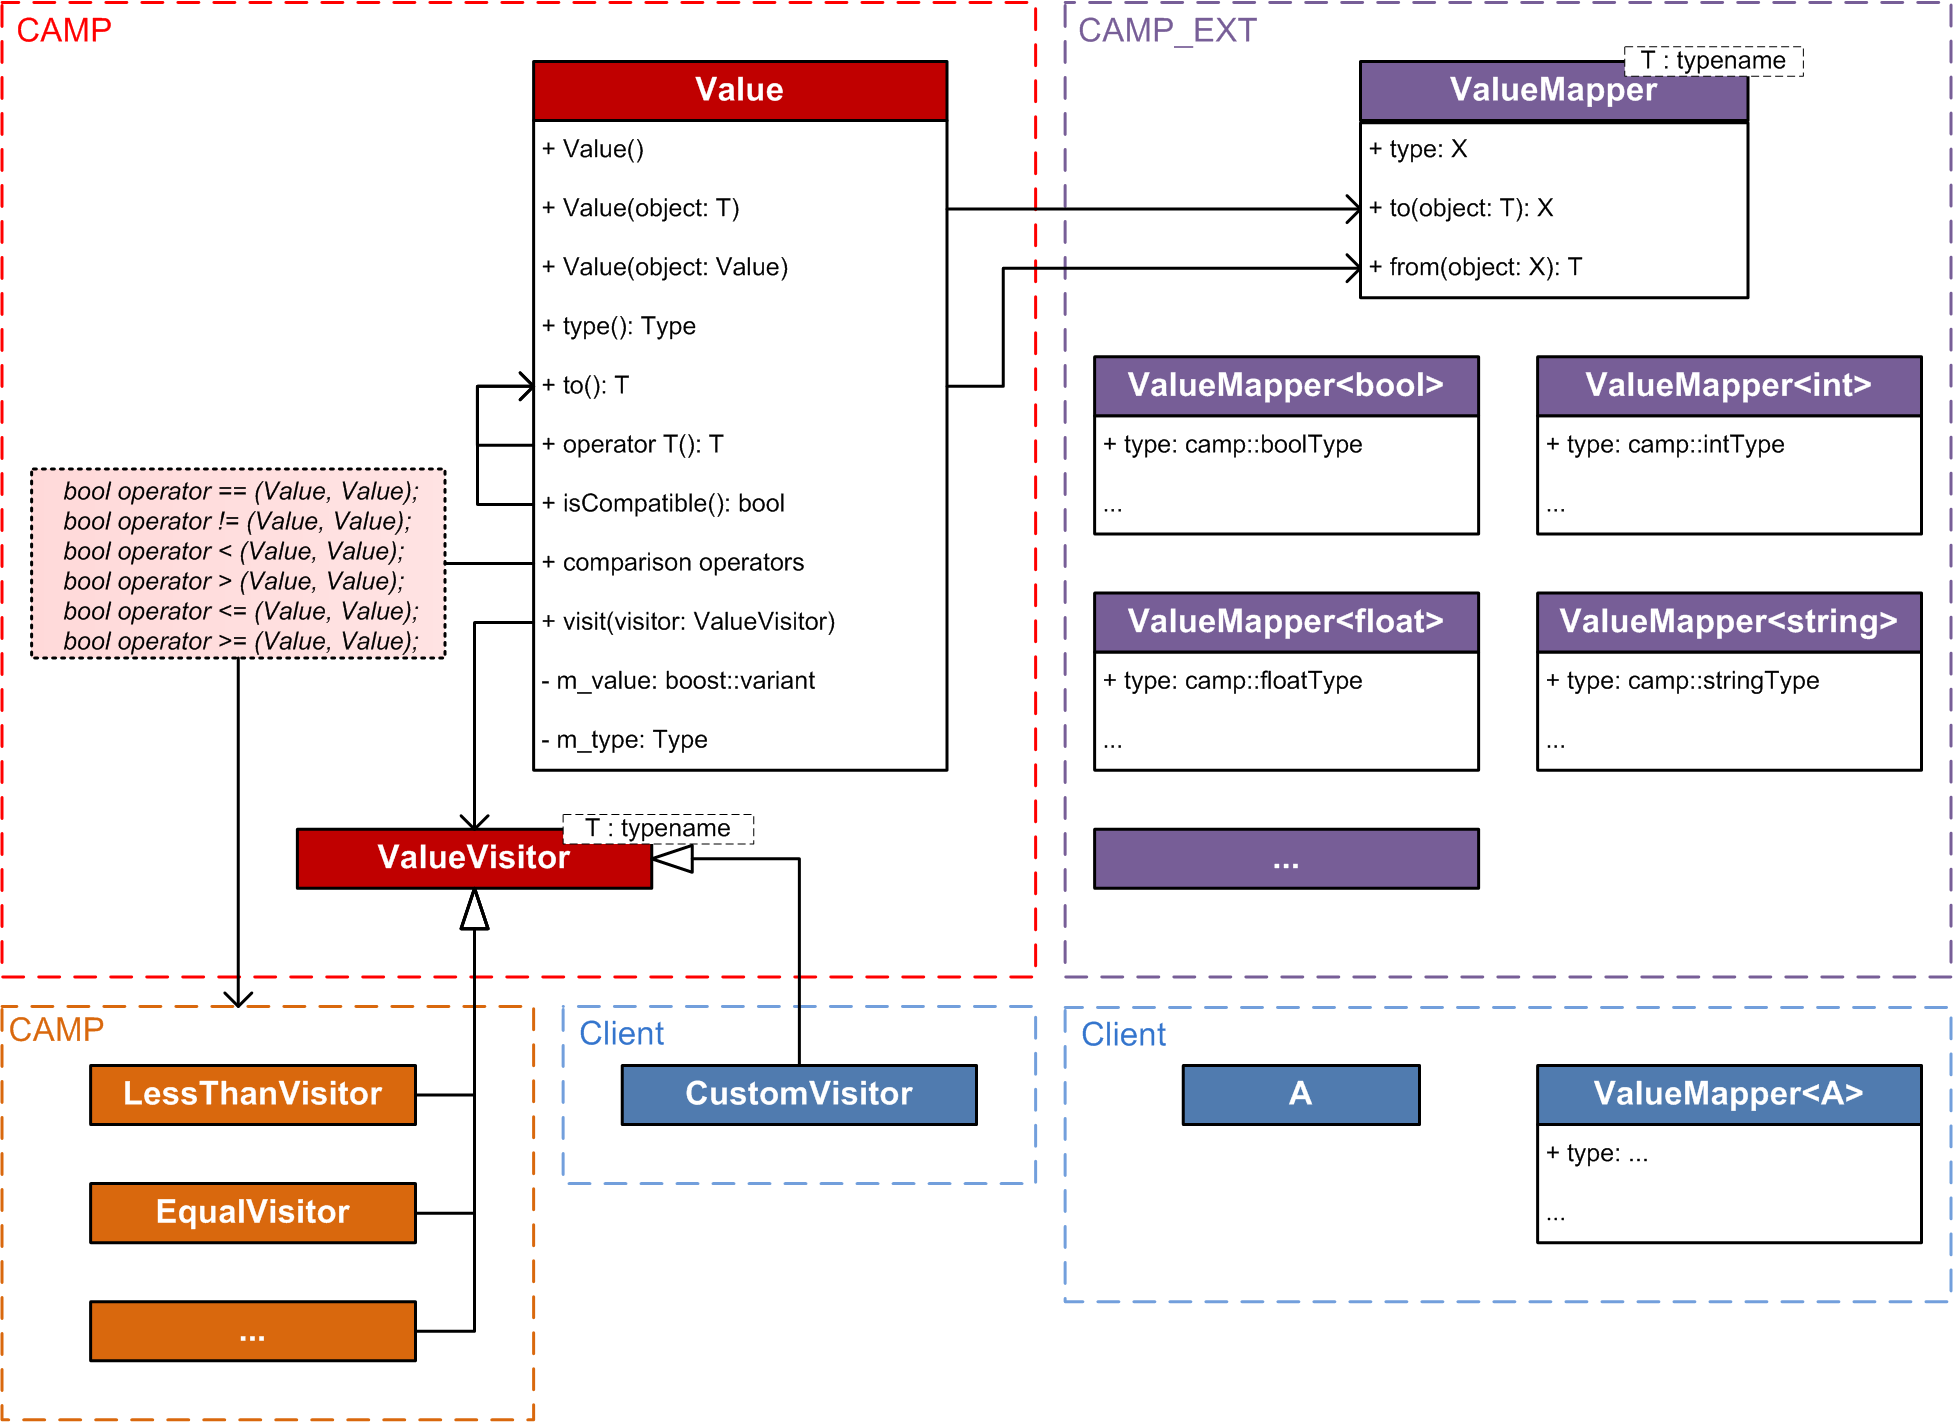 CAMP
Value
+ Value()
+ Value(object: T)
+ Value(object: Value)
+ type(): Type
+ to(): T
+ operator T(): T
+ isCompatible(): bool
+ comparison operators
+ visit(visitor: ValueVisitor)
- m_value: boost::variant
- m_type: Type
bool operator == (Value, Value);
bool operator != (Value, Value);
bool operator < (Value, Value);
bool operator > (Value, Value);
bool operator <= (Value, Value);
bool operator >= (Value, Value);
T : typename
ValueVisitor
CAMP_EXT
T : typename
ValueMapper
+ type: X
+ to(object: T): X
+ from(object: X): T
ValueMapper<bool>
+ type: camp::boolType
...
ValueMapper<int>
+ type: camp::intType
...
ValueMapper<float>
+ type: camp::floatType
...
ValueMapper<string>
+ type: camp::stringType
...
...
CAMP
LessThanVisitor
EqualVisitor
...
Client
CustomVisitor
Client
A
ValueMapper<A>
+ type: ...
...